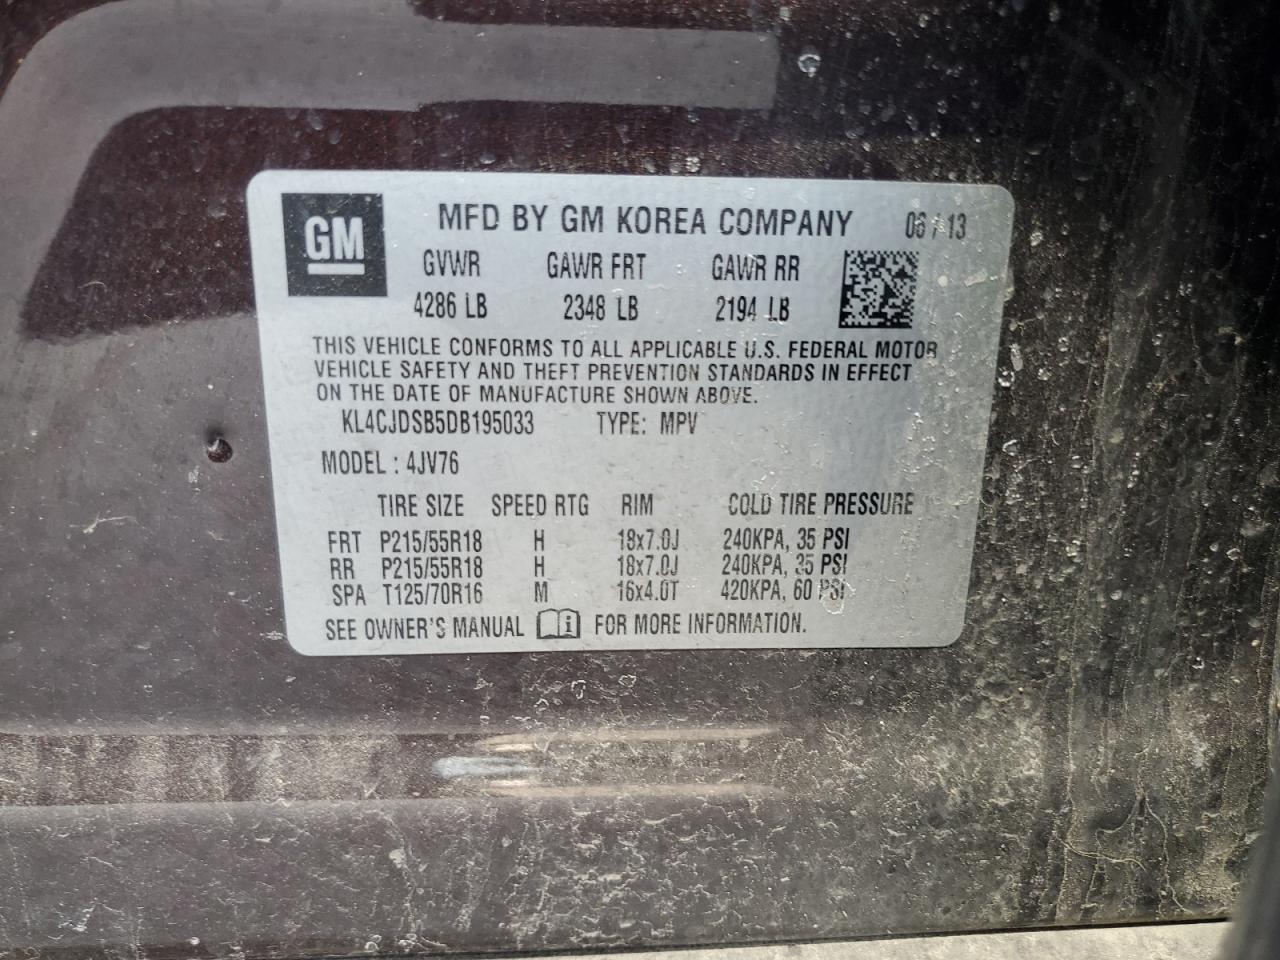 GM
MFD BY GM KOREA COMPANY 06 / 13
GVWR GAWR FRT GAWR RR
4286 LB 2348 LB 2194 LB
THIS VEHICLE CONFORMS TO ALL APPLICABLE U.S. FEDERAL MOTOR
VEHICLE SAFETY AND THEFT PREVENTION STANDARDS IN EFFECT
ON THE DATE OF MANUFACTURE SHOWN ABOVE.
KL4CJDSB5DB195033 TYPE: MPV
MODEL : 4JV76
TIRE SIZE SPEED RTG RIM COLD TIRE PRESSURE
FRT P215/55R18 H 18x7.0J 240KPA, 35 PSI
RR P215/55R18 H 18x7.0J 240KPA, 35 PSI
SPA T125/70R16 M 16x4.0T 420KPA, 60 PSI
SEE OWNER'S MANUAL i FOR MORE INFORMATION.